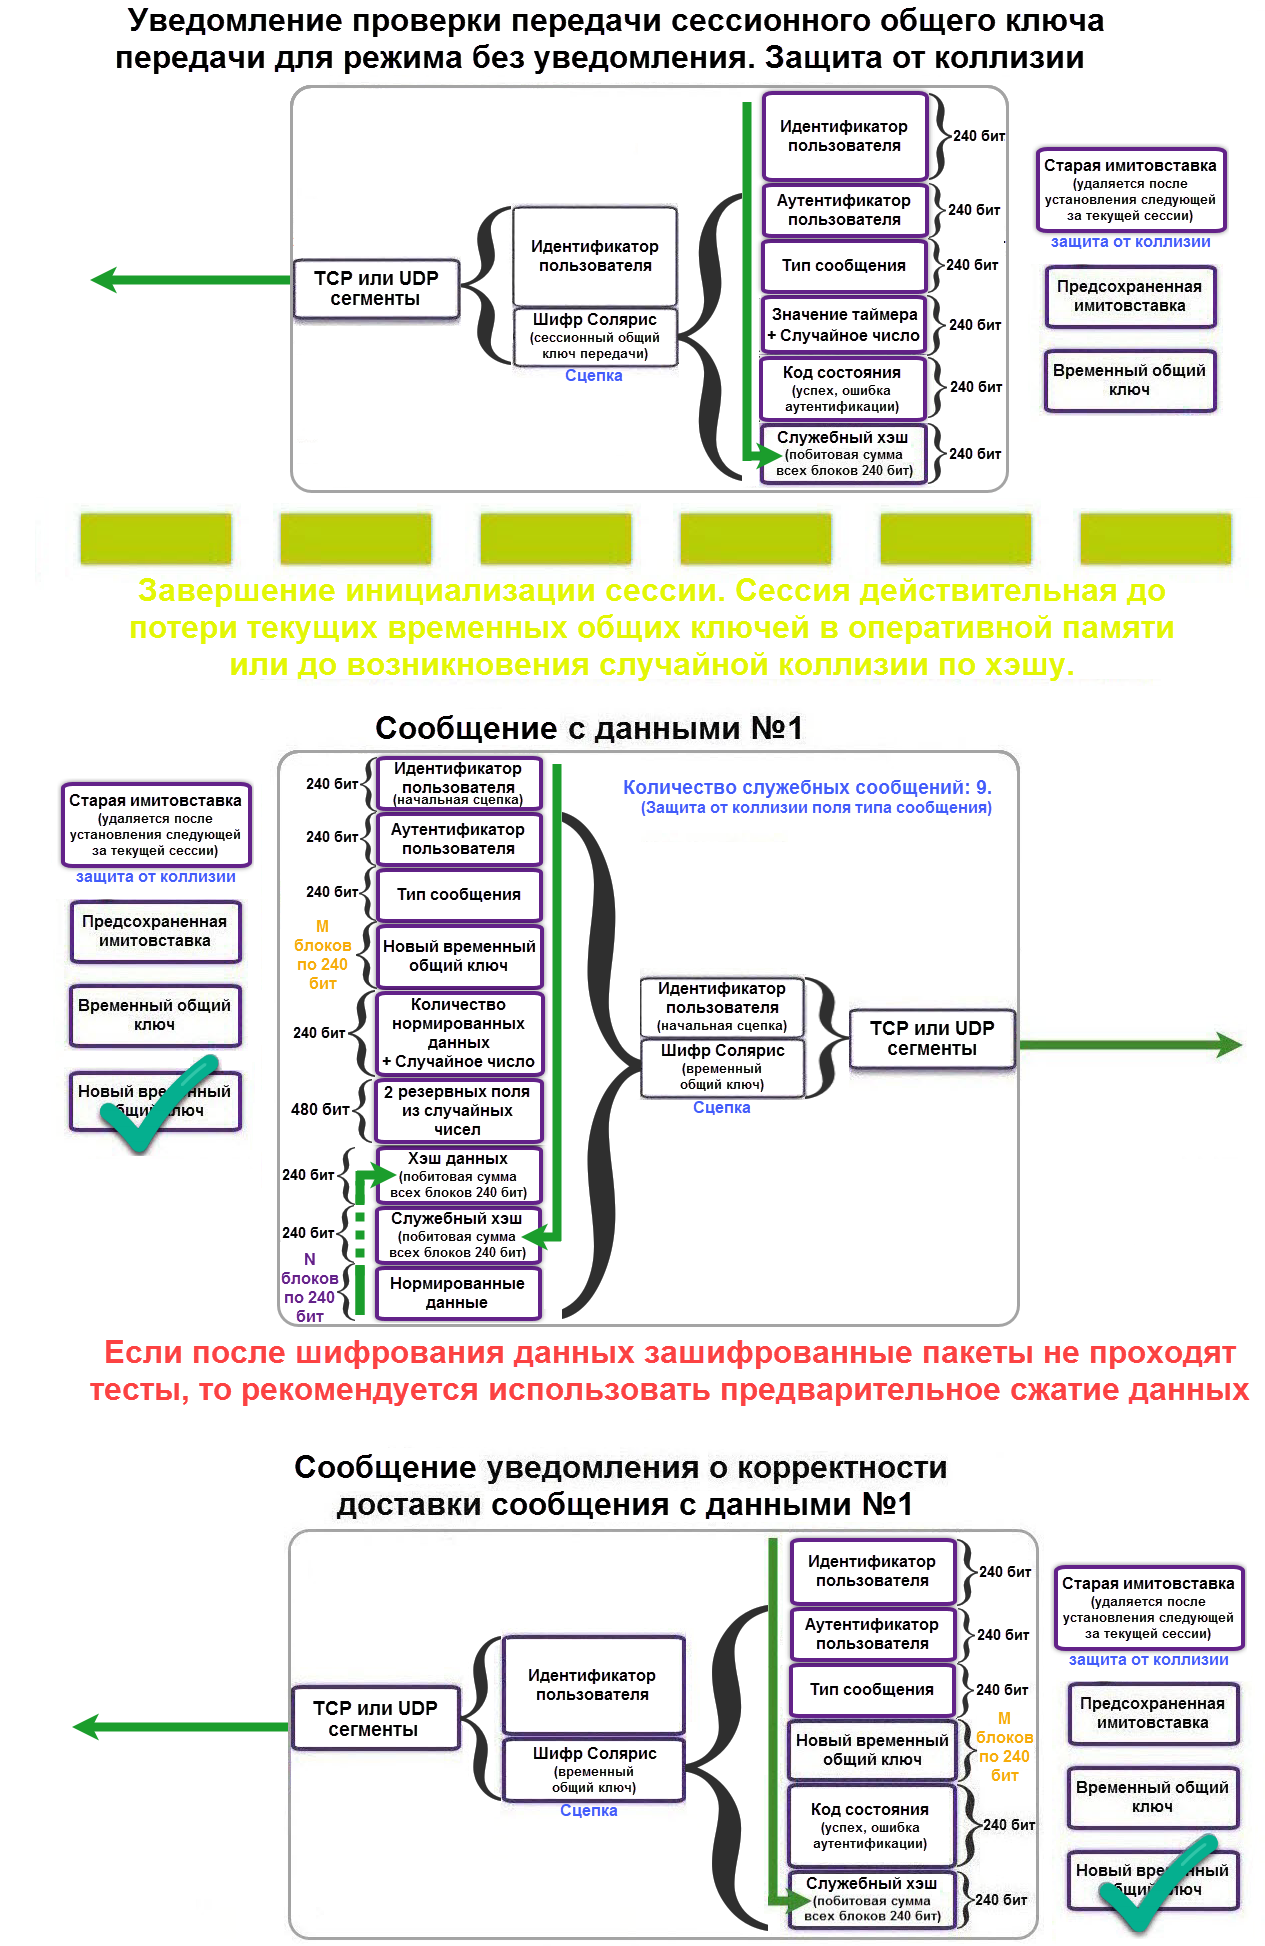 Уведомление проверки передачи сессионного общего ключа
передачи для режима без уведомления. Защита от коллизии
TCP или UDP
сегменты
Идентификатор
пользователя
Шифр Солярис
(сессионный общий
ключ передачи)
Сцепка
Идентификатор
пользователя
240 бит
Аутентификатор
пользователя
240 бит
Тип сообщения
240 бит
Значение таймера
+ Случайное число
240 бит
Код состояния
(успех, ошибка
аутентификации)
240 бит
Служебный хэш
(побитовая сумма
всех блоков 240 бит)
240 бит
Старая имитовставка
(удаляется после
установления следующей
за текущей сессии)
защита от коллизии
Предсохраненная
имитовставка
Временный общий
ключ
Завершение инициализации сессии. Сессия действительная до
потери текущих временных общих ключей в оперативной памяти
или до возникновения случайной коллизии по хэшу.
Сообщение с данными №1
Старая имитовставка
(удаляется после
установления следующей
за текущей сессии)
защита от коллизии
Предсохраненная
имитовставка
Временный общий
ключ
Новый временный
общий ключ
240 бит
Идентификатор
пользователя
(начальная сцепка)
240 бит
Аутентификатор
пользователя
240 бит
Тип сообщения
M
блоков
по 240
бит
Новый временный
общий ключ
240 бит
Количество
нормированных
данных
+ Случайное число
480 бит
2 резервных поля
из случайных
чисел
240 бит
Хэш данных
(побитовая сумма
всех блоков 240 бит)
240 бит
Служебный хэш
(побитовая сумма
всех блоков 240 бит)
N
блоков
по 240
бит
Нормированные
данные
Количество служебных сообщений: 9.
(Защита от коллизии поля типа сообщения)
Идентификатор
пользователя
(начальная сцепка)
Шифр Солярис
(временный
общий ключ)
Сцепка
TCP или UDP
сегменты
Если после шифрования данных зашифрованные пакеты не проходят
тесты, то рекомендуется использовать предварительное сжатие данных
Сообщение уведомления о корректности
доставки сообщения с данными №1
TCP или UDP
сегменты
Идентификатор
пользователя
Шифр Солярис
(временный
общий ключ)
Сцепка
Идентификатор
пользователя
240 бит
Аутентификатор
пользователя
240 бит
Тип сообщения
240 бит
Новый временный
общий ключ
M
блоков
по 240
бит
Код состояния
(успех, ошибка
аутентификации)
240 бит
Служебный хэш
(побитовая сумма
всех блоков 240 бит)
240 бит
Старая имитовставка
(удаляется после
установления следующей
за текущей сессии)
защита от коллизии
Предсохраненная
имитовставка
Временный общий
ключ
Новый временный
общий ключ